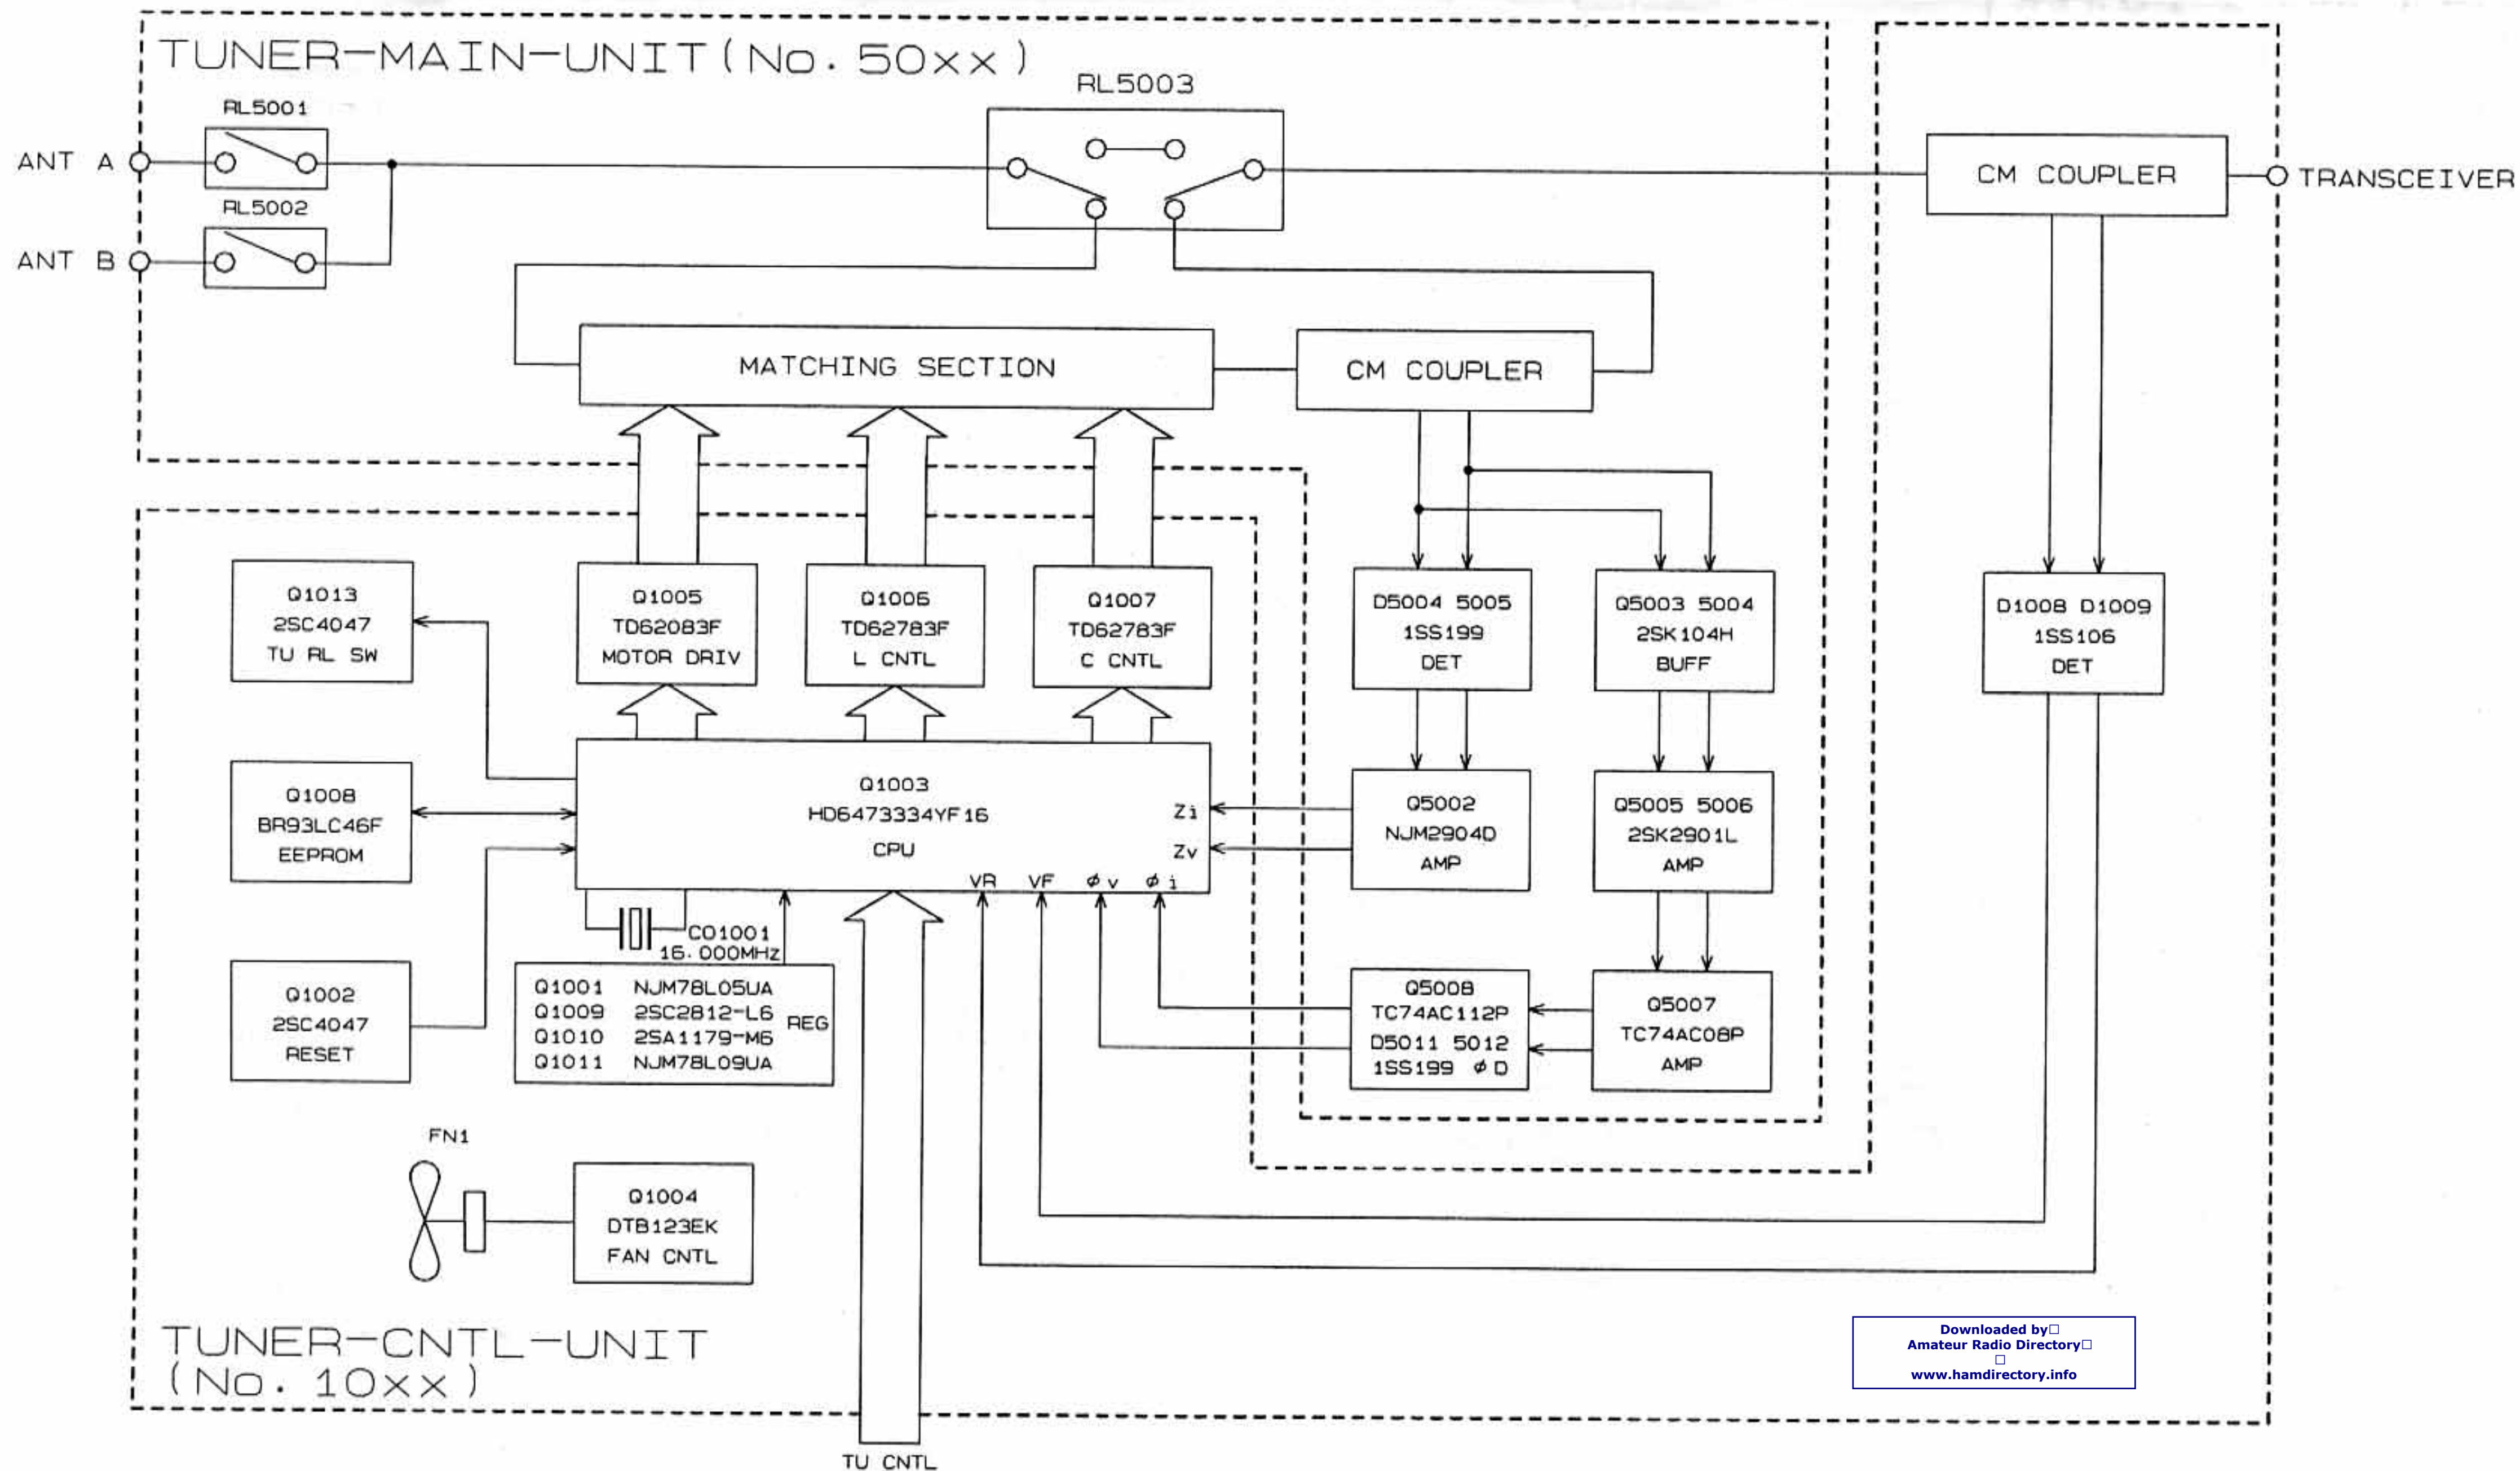 TUNER-MAIN-UNIT(No. 50xx)
RL5003
RL5001
ANT A
RL5002
ANT B
CM COUPLER
TRANSCEIVER
MATCHING SECTION
CM COUPLER
Q1013
2SC4047
TU RL SW
Q1005
TD62083F
MOTOR DRIV
Q1006
TD62783F
L CNTL
Q1007
TD62783F
C CNTL
D5004 5005
1SS199
DET
Q5003 5004
2SK104H
BUFF
D1008 D1009
1SS106
DET
Q1008
BR93LC46F
EEPROM
Q1003
HD6473334YF16
CPU
Zi
Zv
VR VF φv φi
Q5002
NJM2904D
AMP
Q5005 5006
2SK2901L
AMP
CO1001
16.000MHz
Q1002
2SC4047
RESET
Q1001 NJM78L05UA
Q1009 2SC2812-L6
Q1010 2SA1179-M6
Q1011 NJM78L09UA
REG
Q5008
TC74AC112P
D5011 5012
1SS199 φD
Q5007
TC74AC08P
AMP
FN1
Q1004
DTB123EK
FAN CNTL
TUNER-CNTL-UNIT
(No. 10xx)
TU CNTL
Downloaded by□
Amateur Radio Directory□
□
www.hamdirectory.info